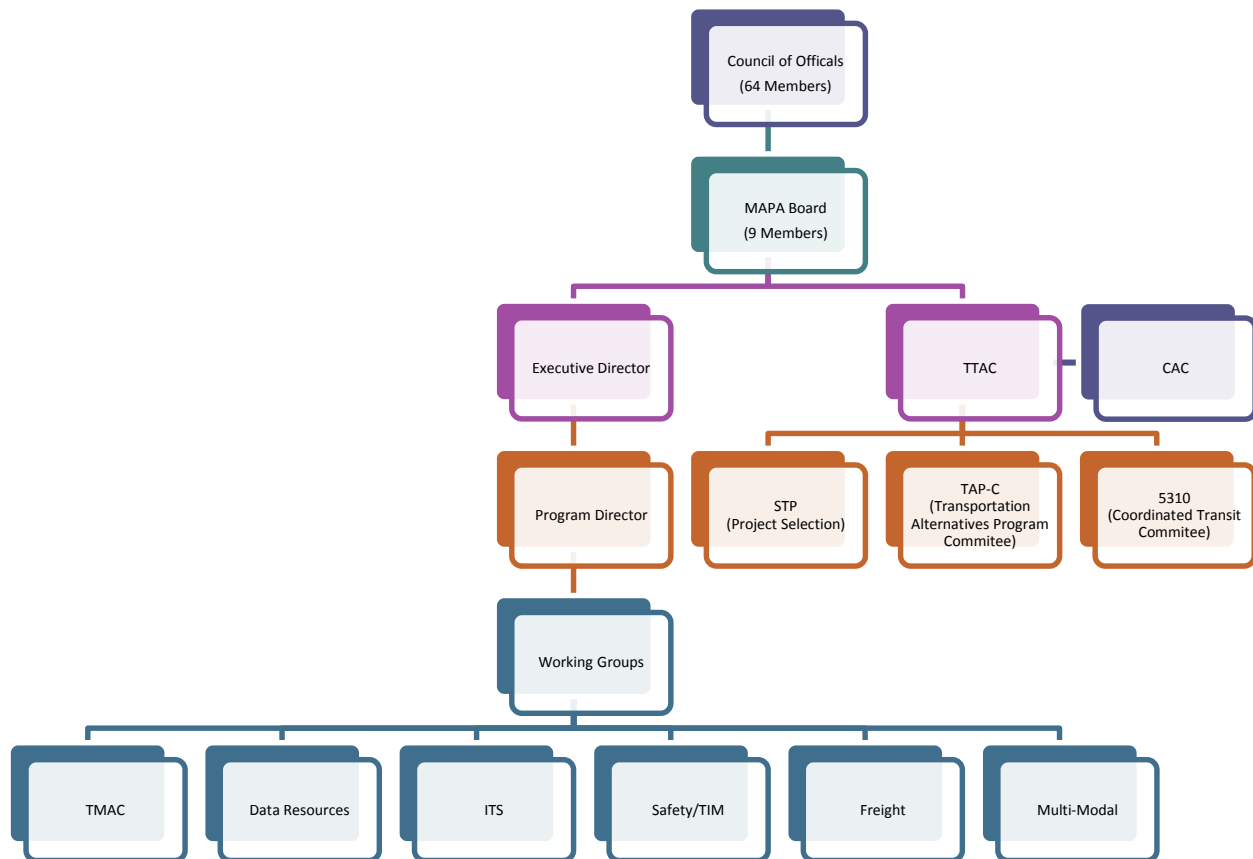 Council of Officals
(64 Members)
MAPA Board
(9 Members)
Executive Director
TTAC
CAC
Program Director
STP
(Project Selection)
TAP-C
(Transportation
Alternatives Program
Commitee)
5310
(Coordinated Transit
Commitee)
Working Groups
TMAC
Data Resources
ITS
Safety/TIM
Freight
Multi-Modal